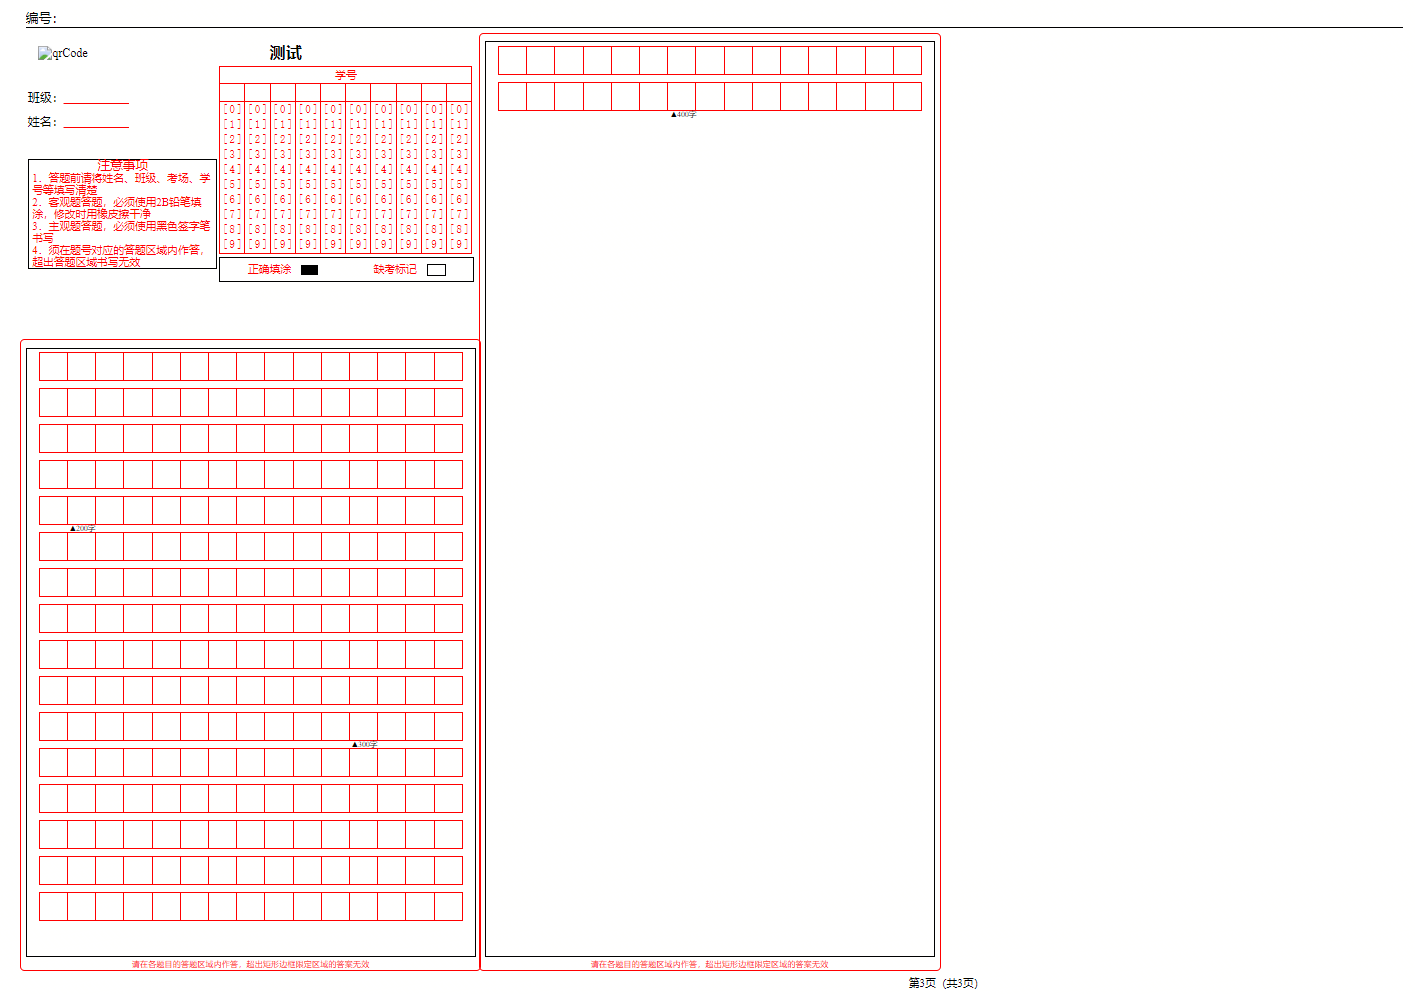 编号：
qrCode
测试
班级：
姓名：
注意事项
1．答题前请将姓名、班级、考场、学
号等填写清楚
2．客观题答题，必须使用2B铅笔填
涂，修改时用橡皮擦干净
3．主观题答题，必须使用黑色签字笔
书写
4．须在题号对应的答题区域内作答，
超出答题区域书写无效
学号
[0] [0] [0] [0] [0] [0] [0] [0] [0] [0]
[1] [1] [1] [1] [1] [1] [1] [1] [1] [1]
[2] [2] [2] [2] [2] [2] [2] [2] [2] [2]
[3] [3] [3] [3] [3] [3] [3] [3] [3] [3]
[4] [4] [4] [4] [4] [4] [4] [4] [4] [4]
[5] [5] [5] [5] [5] [5] [5] [5] [5] [5]
[6] [6] [6] [6] [6] [6] [6] [6] [6] [6]
[7] [7] [7] [7] [7] [7] [7] [7] [7] [7]
[8] [8] [8] [8] [8] [8] [8] [8] [8] [8]
[9] [9] [9] [9] [9] [9] [9] [9] [9] [9]
正确填涂 缺考标记
▲200字
▲300字
请在各题目的答题区域内作答，超出矩形边框限定区域的答案无效
▲400字
请在各题目的答题区域内作答，超出矩形边框限定区域的答案无效
第3页（共3页）